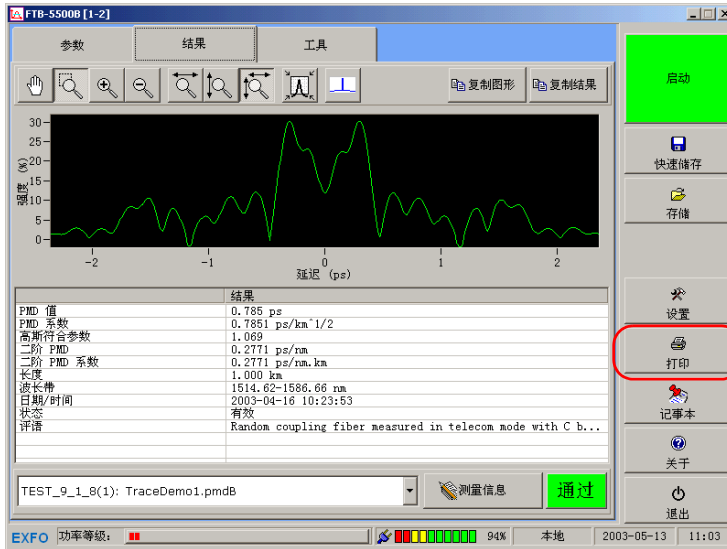 FTB-5500B [1-2]
参数 结果 工具
复制图形 复制结果
30
25
20
15
10
5
0
强度 (%)
-2 -1 0 1 2
延迟 (ps)
结果
PMD 值 0.785 ps
PMD 系数 0.7851 ps/km^1/2
高斯符合参数 1.069
二阶 PMD 0.2771 ps/nm
二阶 PMD 系数 0.2771 ps/nm.km
长度 1.000 km
波长带 1514.62-1586.66 nm
日期/时间 2003-04-16 10:23:53
状态 有效
评语 Random coupling fiber measured in telecom mode with C b...
TEST_9_1_8(1): TraceDemo1.pmdB
测量信息
通过
启动
快速储存
存储
设置
打印
记事本
关于
退出
EXFO 功率等级: 94% 本地 2003-05-13 11:03